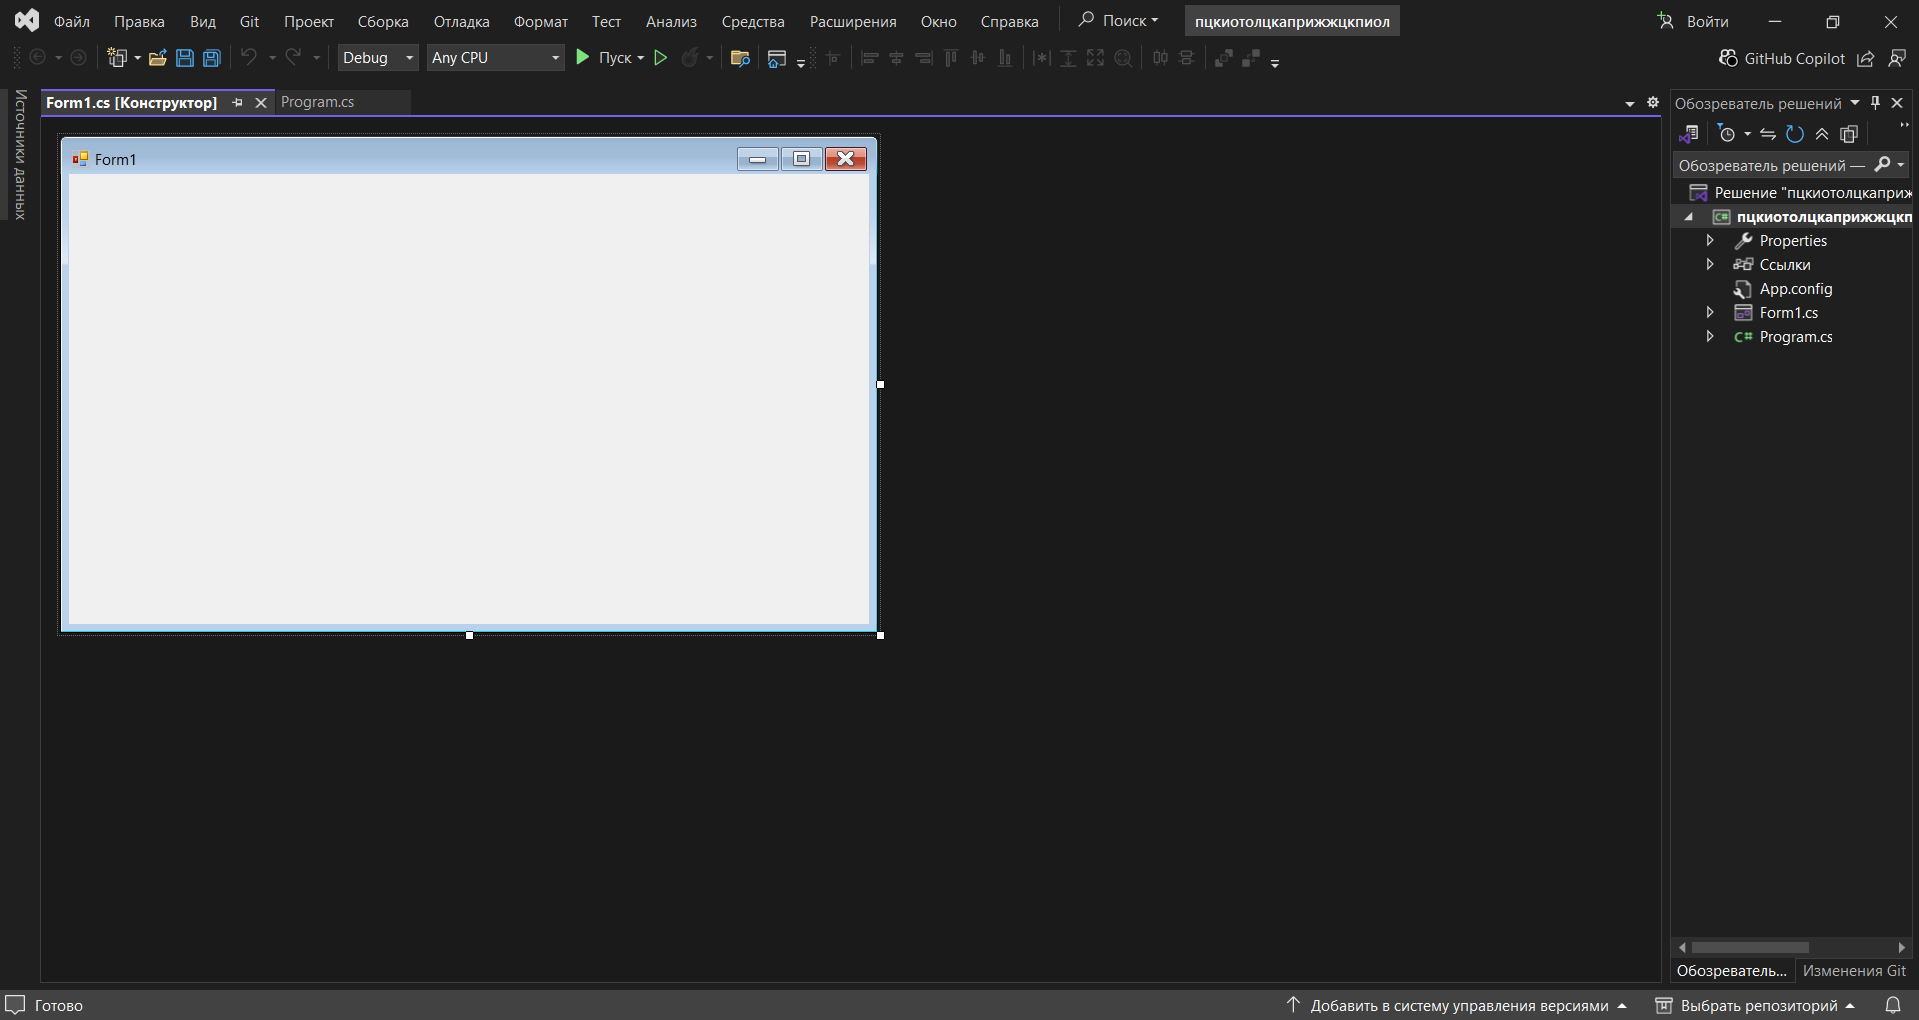 Файл Правка Вид Git Проект Сборка Отладка Формат Тест Анализ Средства Расширения Окно Справка Поиск пцкиотолцкаприжжцкпиол Войти
Debug Any CPU Пуск GitHub Copilot
Источники данных
Form1.cs [Конструктор] Program.cs
Form1
Обозреватель решений
Обозреватель решений —
Решение "пцкиотолцкаприж
пцкиотолцкаприжжцкп
Properties
Ссылки
App.config
Form1.cs
C# Program.cs
Обозреватель... Изменения Git
Готово Добавить в систему управления версиями Выбрать репозиторий